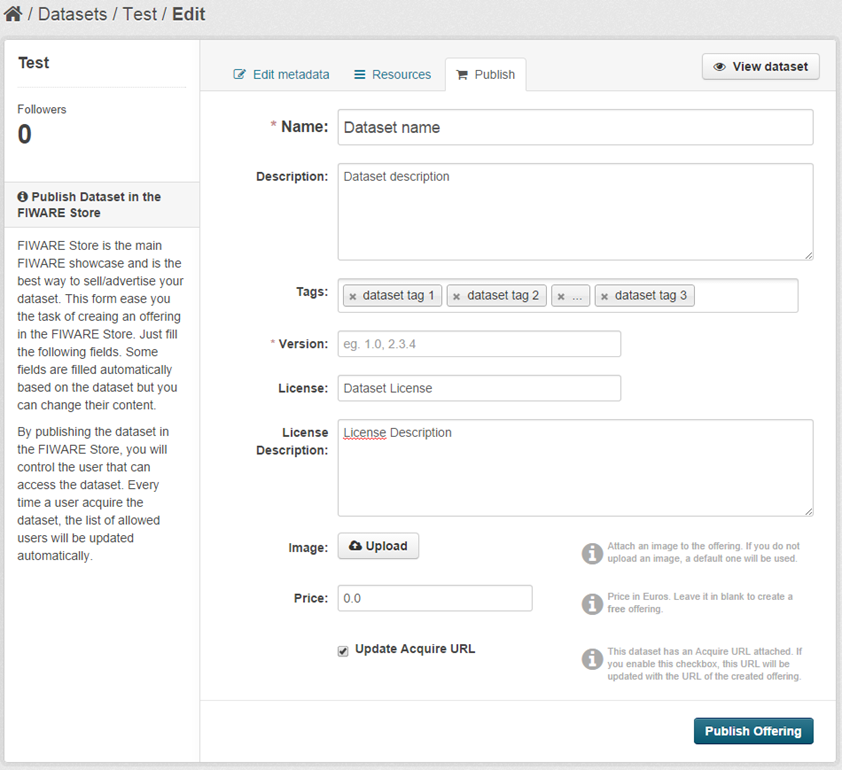 / Datasets / Test / Edit
Test
Followers
0
Publish Dataset in the
FIWARE Store
FIWARE Store is the main
FIWARE showcase and is the
best way to sell/advertise your
dataset. This form ease you
the task of creaing an offering
in the FIWARE Store. Just fill
the following fields. Some
fields are filled automatically
based on the dataset but you
can change their content.
By publishing the dataset in
the FIWARE Store, you will
control the user that can
access the dataset. Every
time a user acquire the
dataset, the list of allowed
users will be updated
automatically.
Edit metadata
Resources
Publish
View dataset
* Name: Dataset name
Description: Dataset description
Tags: × dataset tag 1 × dataset tag 2 × ... × dataset tag 3
* Version: eg. 1.0, 2.3.4
License: Dataset License
License
Description:
License Description
Image: Upload
Attach an image to the offering. If you do not
upload an image, a default one will be used.
Price: 0.0
Price in Euros. Leave it in blank to create a
free offering.
Update Acquire URL
This dataset has an Acquire URL attached. If
you enable this checkbox, this URL will be
updated with the URL of the created offering.
Publish Offering